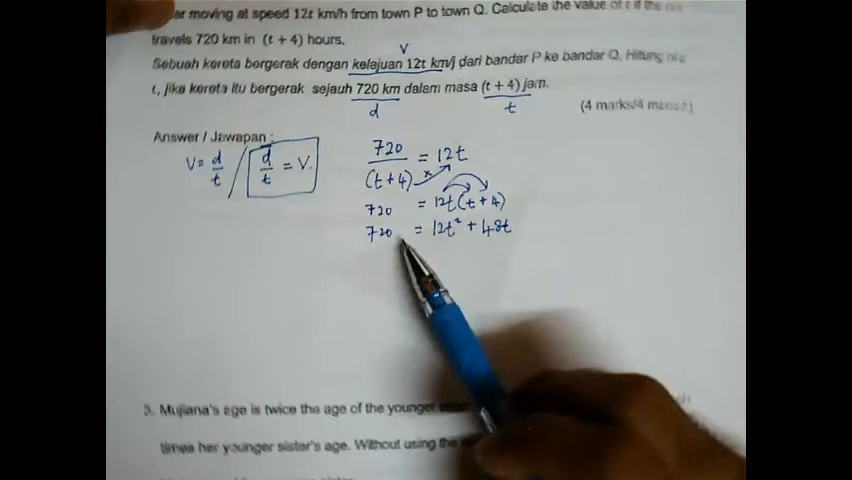 moving at speed 12t km/h from town P to town Q. Calculate the value of t if the
travels 720 km in (t + 4) hours.
v
Sebuah kereta bergerak dengan kelajuan 12t km/j dari bandar P ke bandar Q. Hitung
t, jika kereta itu bergerak sejauh 720 km dalam masa (t + 4) jam.
d t
(4 marks/4
Answer / Jawapan :
V = d/t / d/t = V
720/(t+4) = 12t
x
720 = 12t(t + 4)
720 = 12t² + 48t
3. Mujiana's age is twice the age of the younger
times her younger sister's age. Without using the